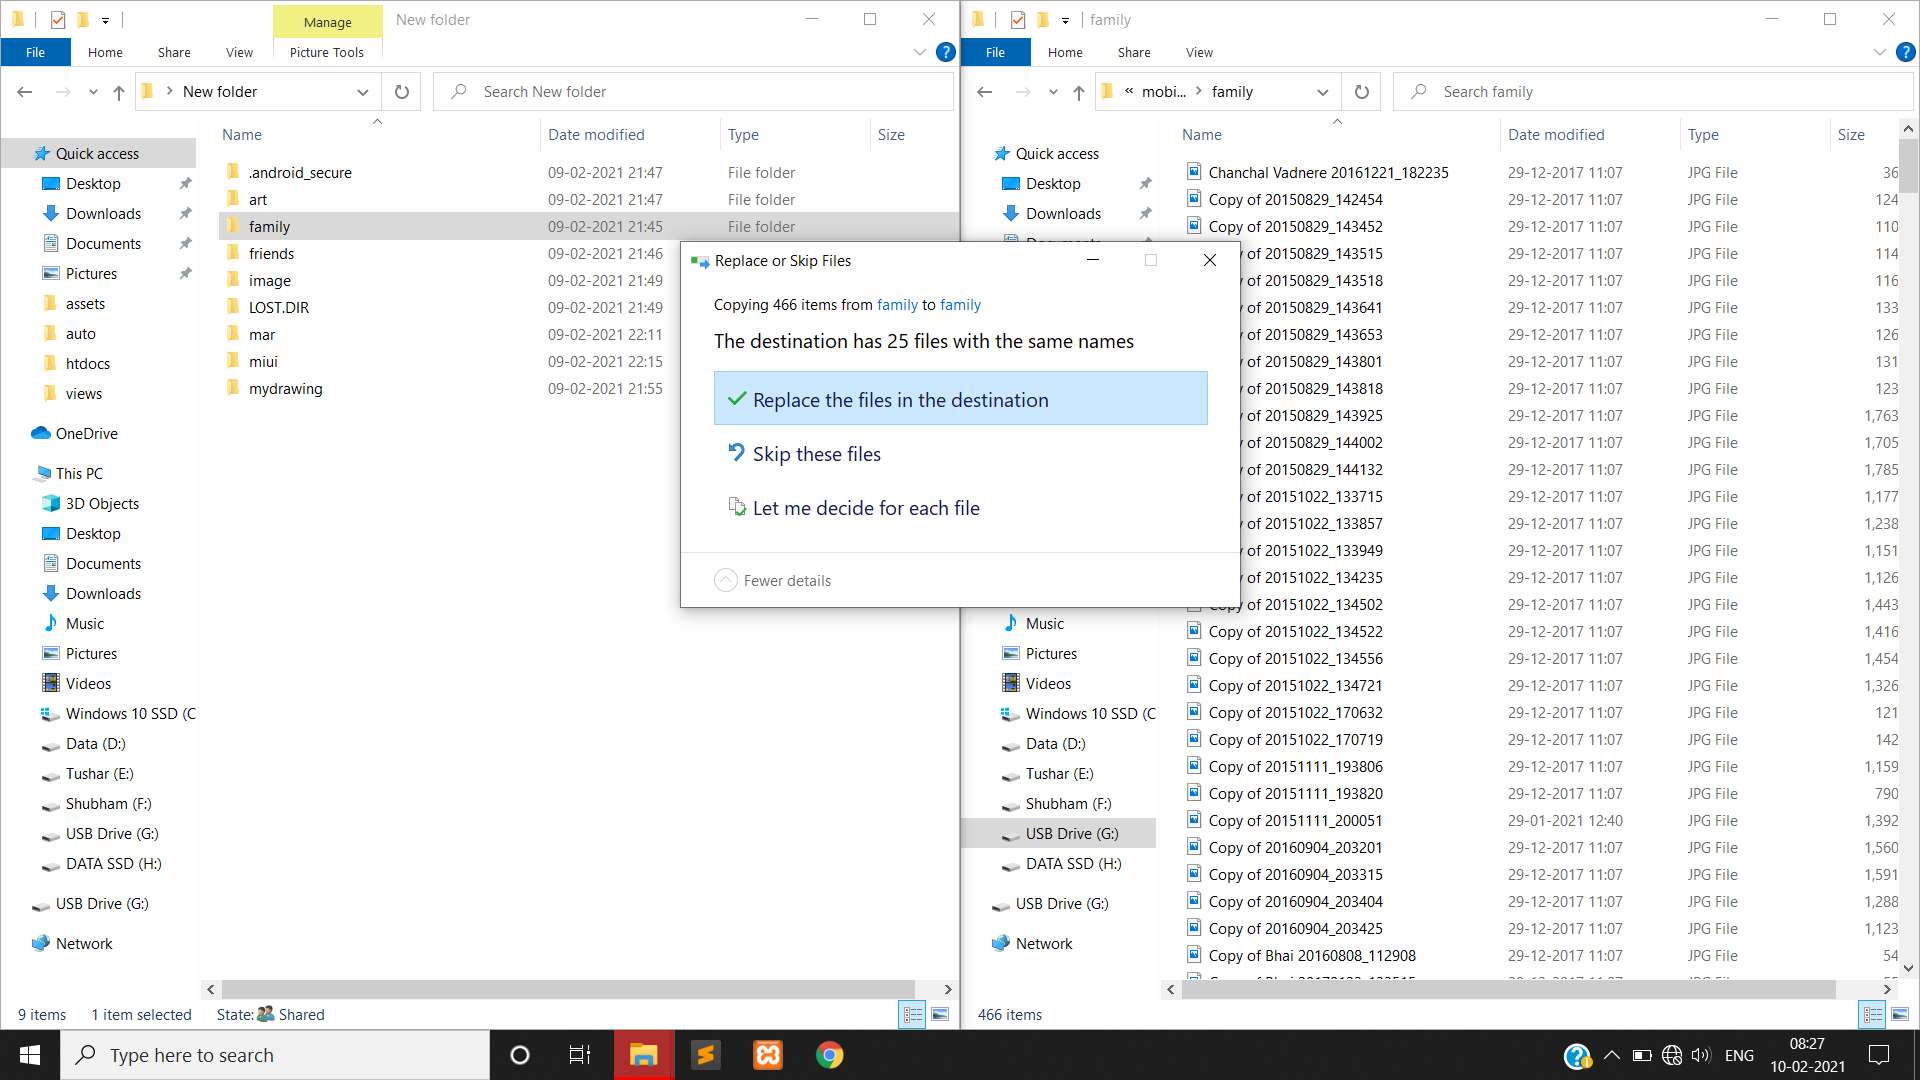 Manage
New folder
File
Home
Share
View
Picture Tools
New folder
Search New folder
Name
Date modified
Type
Size
Quick access
Desktop
Downloads
Documents
Pictures
assets
auto
htdocs
views
OneDrive
This PC
3D Objects
Desktop
Documents
Downloads
Music
Pictures
Videos
Windows 10 SSD (C
Data (D:)
Tushar (E:)
Shubham (F:)
USB Drive (G:)
DATA SSD (H:)
USB Drive (G:)
Network
.android_secure 09-02-2021 21:47 File folder
art 09-02-2021 21:47 File folder
family 09-02-2021 21:45 File folder
friends 09-02-2021 21:46
image 09-02-2021 21:49
LOST.DIR 09-02-2021 21:49
mar 09-02-2021 22:11
miui 09-02-2021 22:15
mydrawing 09-02-2021 21:55
9 items 1 item selected State: Shared
Replace or Skip Files
Copying 466 items from family to family
The destination has 25 files with the same names
Replace the files in the destination
Skip these files
Let me decide for each file
Fewer details
family
File
Home
Share
View
« mobi... family
Search family
Name
Date modified
Type
Size
Quick access
Desktop
Downloads
Music
Pictures
Videos
Windows 10 SSD (C
Data (D:)
Tushar (E:)
Shubham (F:)
USB Drive (G:)
DATA SSD (H:)
USB Drive (G:)
Network
Chanchal Vadnere 20161221_182235 29-12-2017 11:07 JPG File 36
Copy of 20150829_142454 29-12-2017 11:07 JPG File 124
Copy of 20150829_143452 29-12-2017 11:07 JPG File 110
of 20150829_143515 29-12-2017 11:07 JPG File 114
of 20150829_143518 29-12-2017 11:07 JPG File 116
of 20150829_143641 29-12-2017 11:07 JPG File 133
of 20150829_143653 29-12-2017 11:07 JPG File 126
of 20150829_143801 29-12-2017 11:07 JPG File 131
of 20150829_143818 29-12-2017 11:07 JPG File 123
of 20150829_143925 29-12-2017 11:07 JPG File 1,763
of 20150829_144002 29-12-2017 11:07 JPG File 1,705
of 20150829_144132 29-12-2017 11:07 JPG File 1,785
of 20151022_133715 29-12-2017 11:07 JPG File 1,177
of 20151022_133857 29-12-2017 11:07 JPG File 1,238
of 20151022_133949 29-12-2017 11:07 JPG File 1,151
of 20151022_134235 29-12-2017 11:07 JPG File 1,126
of 20151022_134502 29-12-2017 11:07 JPG File 1,443
Copy of 20151022_134522 29-12-2017 11:07 JPG File 1,416
Copy of 20151022_134556 29-12-2017 11:07 JPG File 1,454
Copy of 20151022_134721 29-12-2017 11:07 JPG File 1,326
Copy of 20151022_170632 29-12-2017 11:07 JPG File 121
Copy of 20151022_170719 29-12-2017 11:07 JPG File 142
Copy of 20151111_193806 29-12-2017 11:07 JPG File 1,159
Copy of 20151111_193820 29-12-2017 11:07 JPG File 790
Copy of 20151111_200051 29-01-2021 12:40 JPG File 1,392
Copy of 20160904_203201 29-12-2017 11:07 JPG File 1,560
Copy of 20160904_203315 29-12-2017 11:07 JPG File 1,591
Copy of 20160904_203404 29-12-2017 11:07 JPG File 1,288
Copy of 20160904_203425 29-12-2017 11:07 JPG File 1,123
Copy of Bhai 20160808_112908 29-12-2017 11:07 JPG File 54
466 items
Type here to search
ENG
08:27
10-02-2021